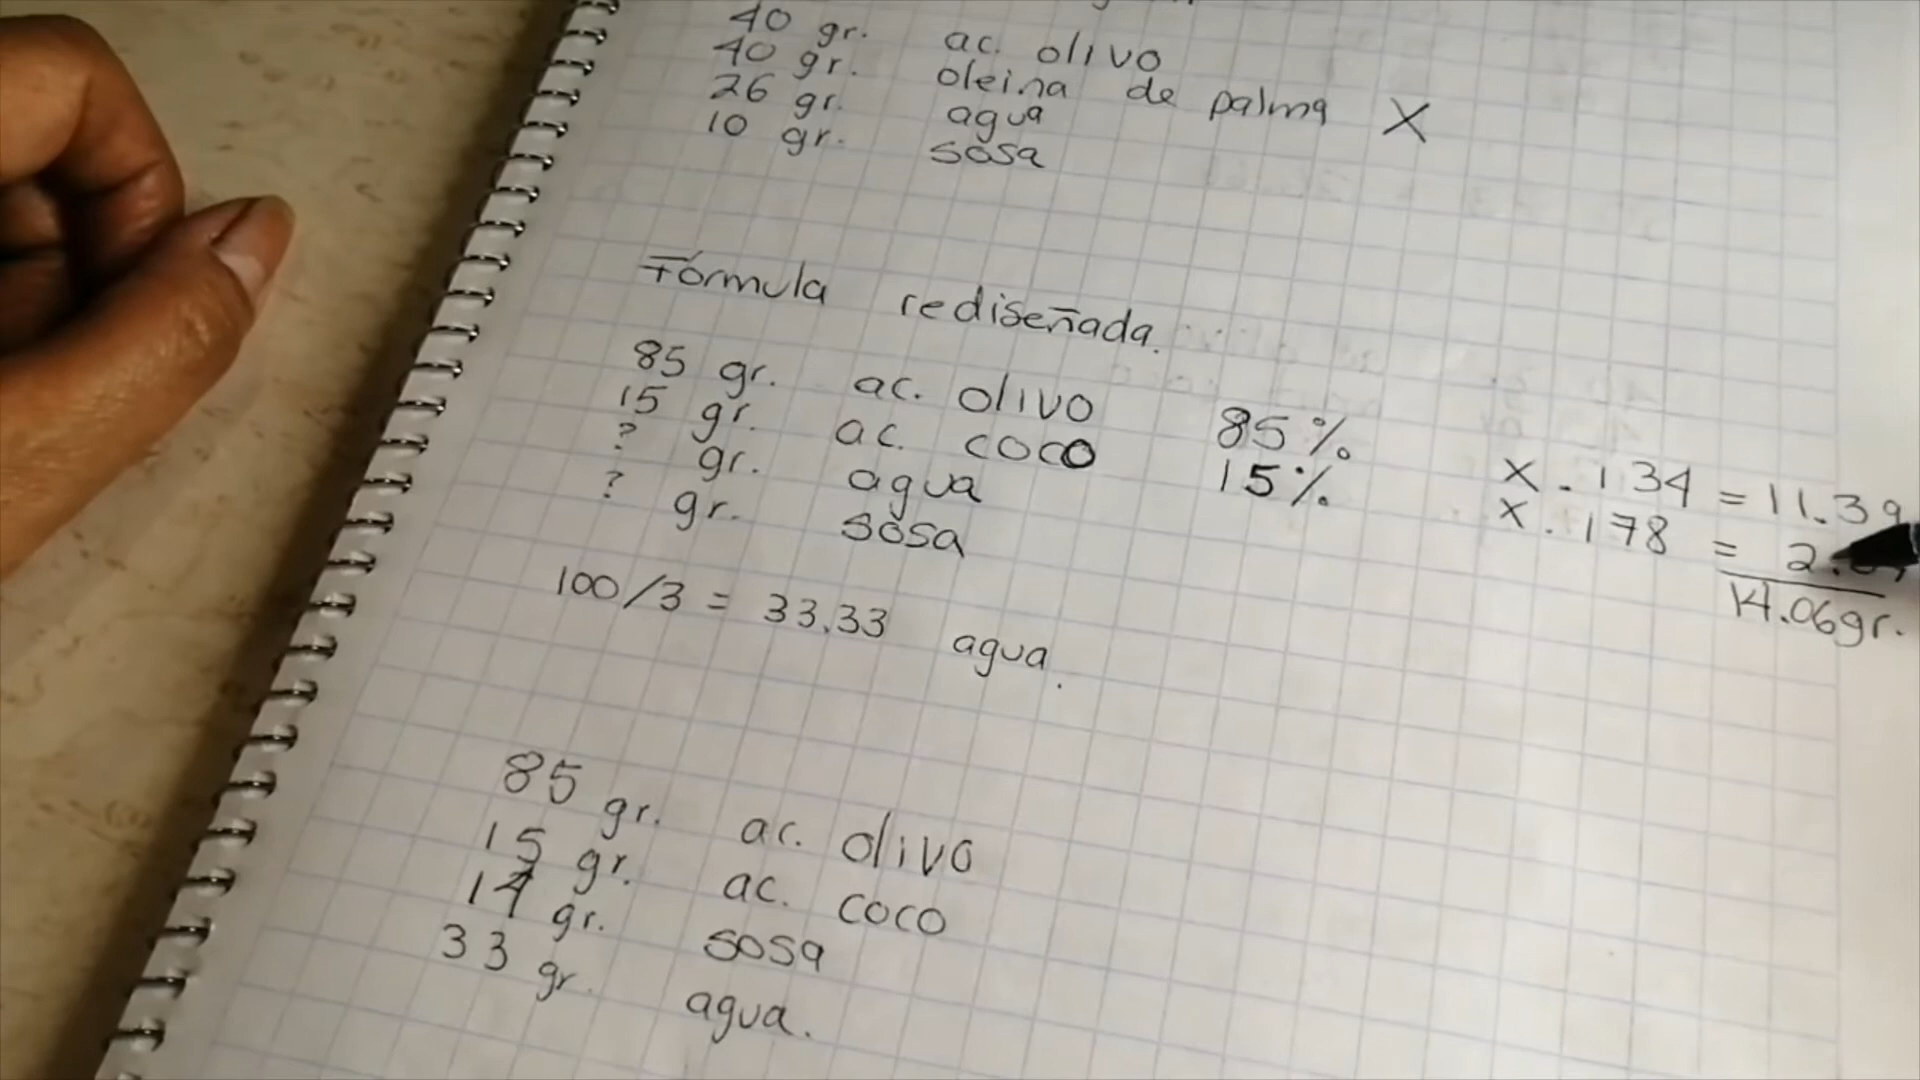 40 gr. ac. olivo
40 gr. oleina de palma X
26 gr. agua
10 gr. sosa
Fórmula rediseñada.
85 gr. ac. olivo 85% x .134 = 11.39
15 gr. ac. coco 15% x .178 = 2.
? gr. agua
? gr. sosa
14.06gr.
100/3 = 33.33 agua.
85 gr. ac. olivo
15 gr. ac. coco
14 gr. sosa
33 gr. agua.